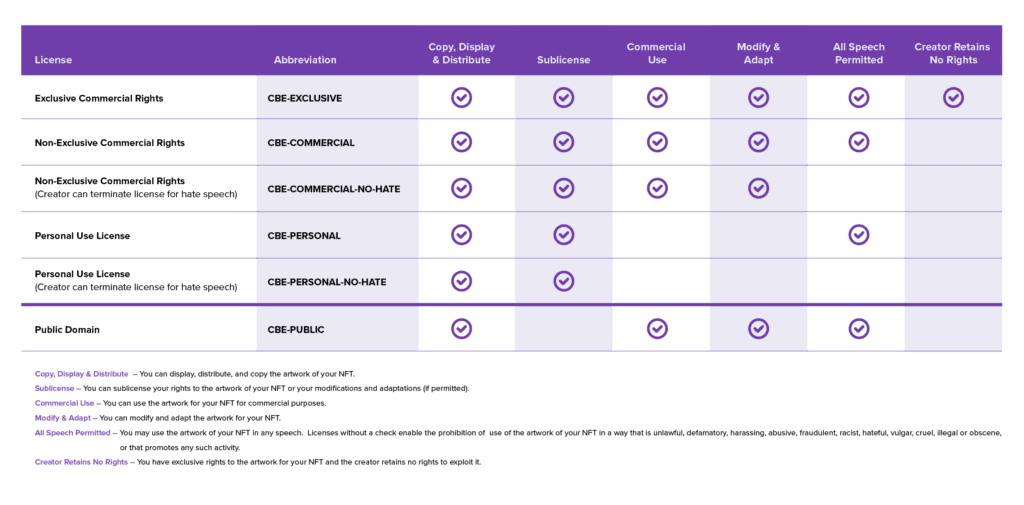 License Abbreviation Copy, Display & Distribute Sublicense Commercial Use Modify & Adapt All Speech Permitted Creator Retains No Rights
Exclusive Commercial Rights CBE-EXCLUSIVE
Non-Exclusive Commercial Rights CBE-COMMERCIAL
Non-Exclusive Commercial Rights
(Creator can terminate license for hate speech) CBE-COMMERCIAL-NO-HATE
Personal Use License CBE-PERSONAL
Personal Use License
(Creator can terminate license for hate speech) CBE-PERSONAL-NO-HATE
Public Domain CBE-PUBLIC
Copy, Display & Distribute – You can display, distribute, and copy the artwork of your NFT.
Sublicense – You can sublicense your rights to the artwork of your NFT or your modifications and adaptations (if permitted).
Commercial Use – You can use the artwork for your NFT for commercial purposes.
Modify & Adapt – You can modify and adapt the artwork for your NFT.
All Speech Permitted – You may use the artwork of your NFT in any speech. Licenses without a check enable the prohibition of use of the artwork of your NFT in a way that is unlawful, defamatory, harassing, abusive, fraudulent, racist, hateful, vulgar, cruel, illegal or obscene,
or that promotes any such activity.
Creator Retains No Rights – You have exclusive rights to the artwork for your NFT and the creator retains no rights to exploit it.